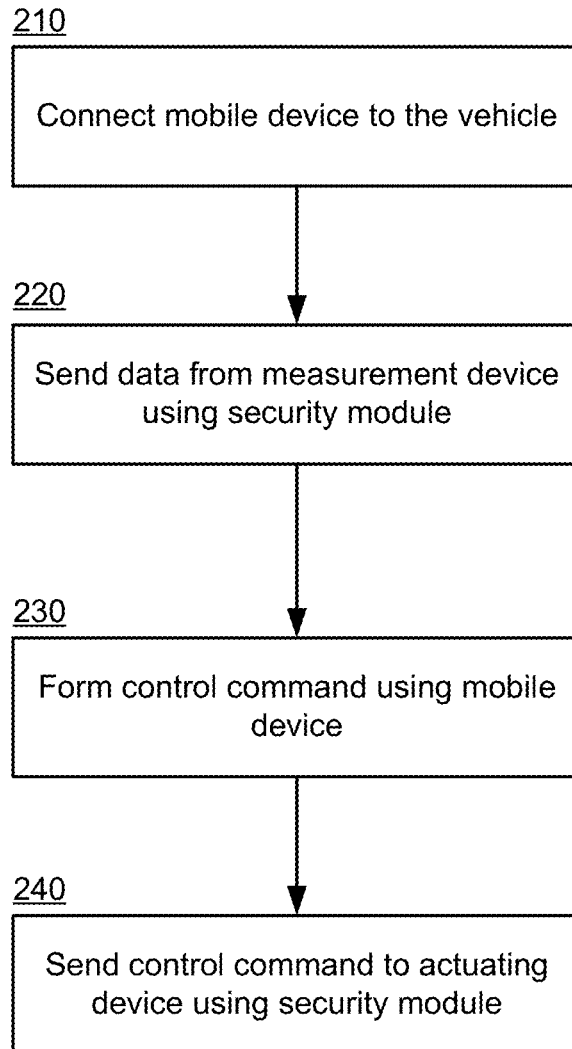 210
Connect mobile device to the vehicle
220
Send data from measurement device
using security module
230
Form control command using mobile
device
240
Send control command to actuating
device using security module